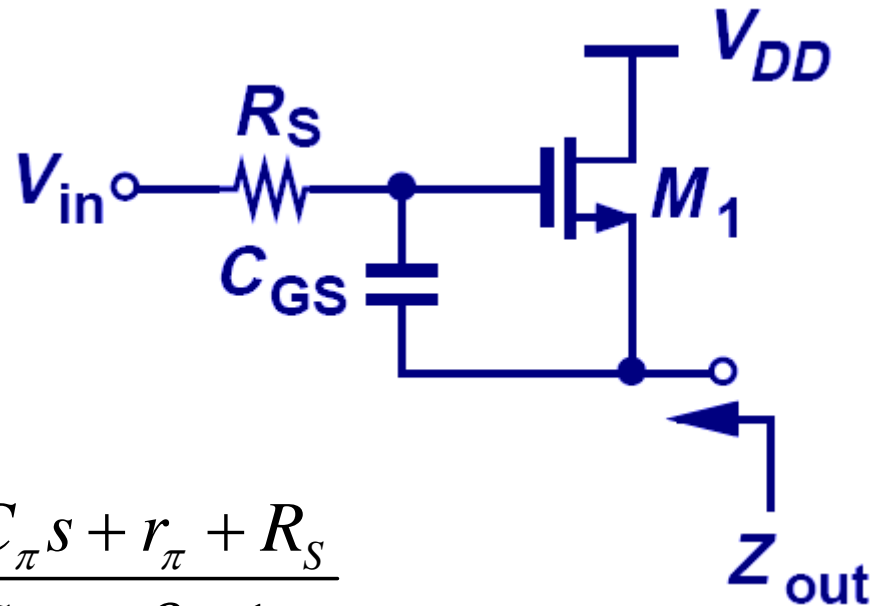 V_DD
R_S
V_in
M_1
C_GS
C_π s + r_π + R_S
Z_out